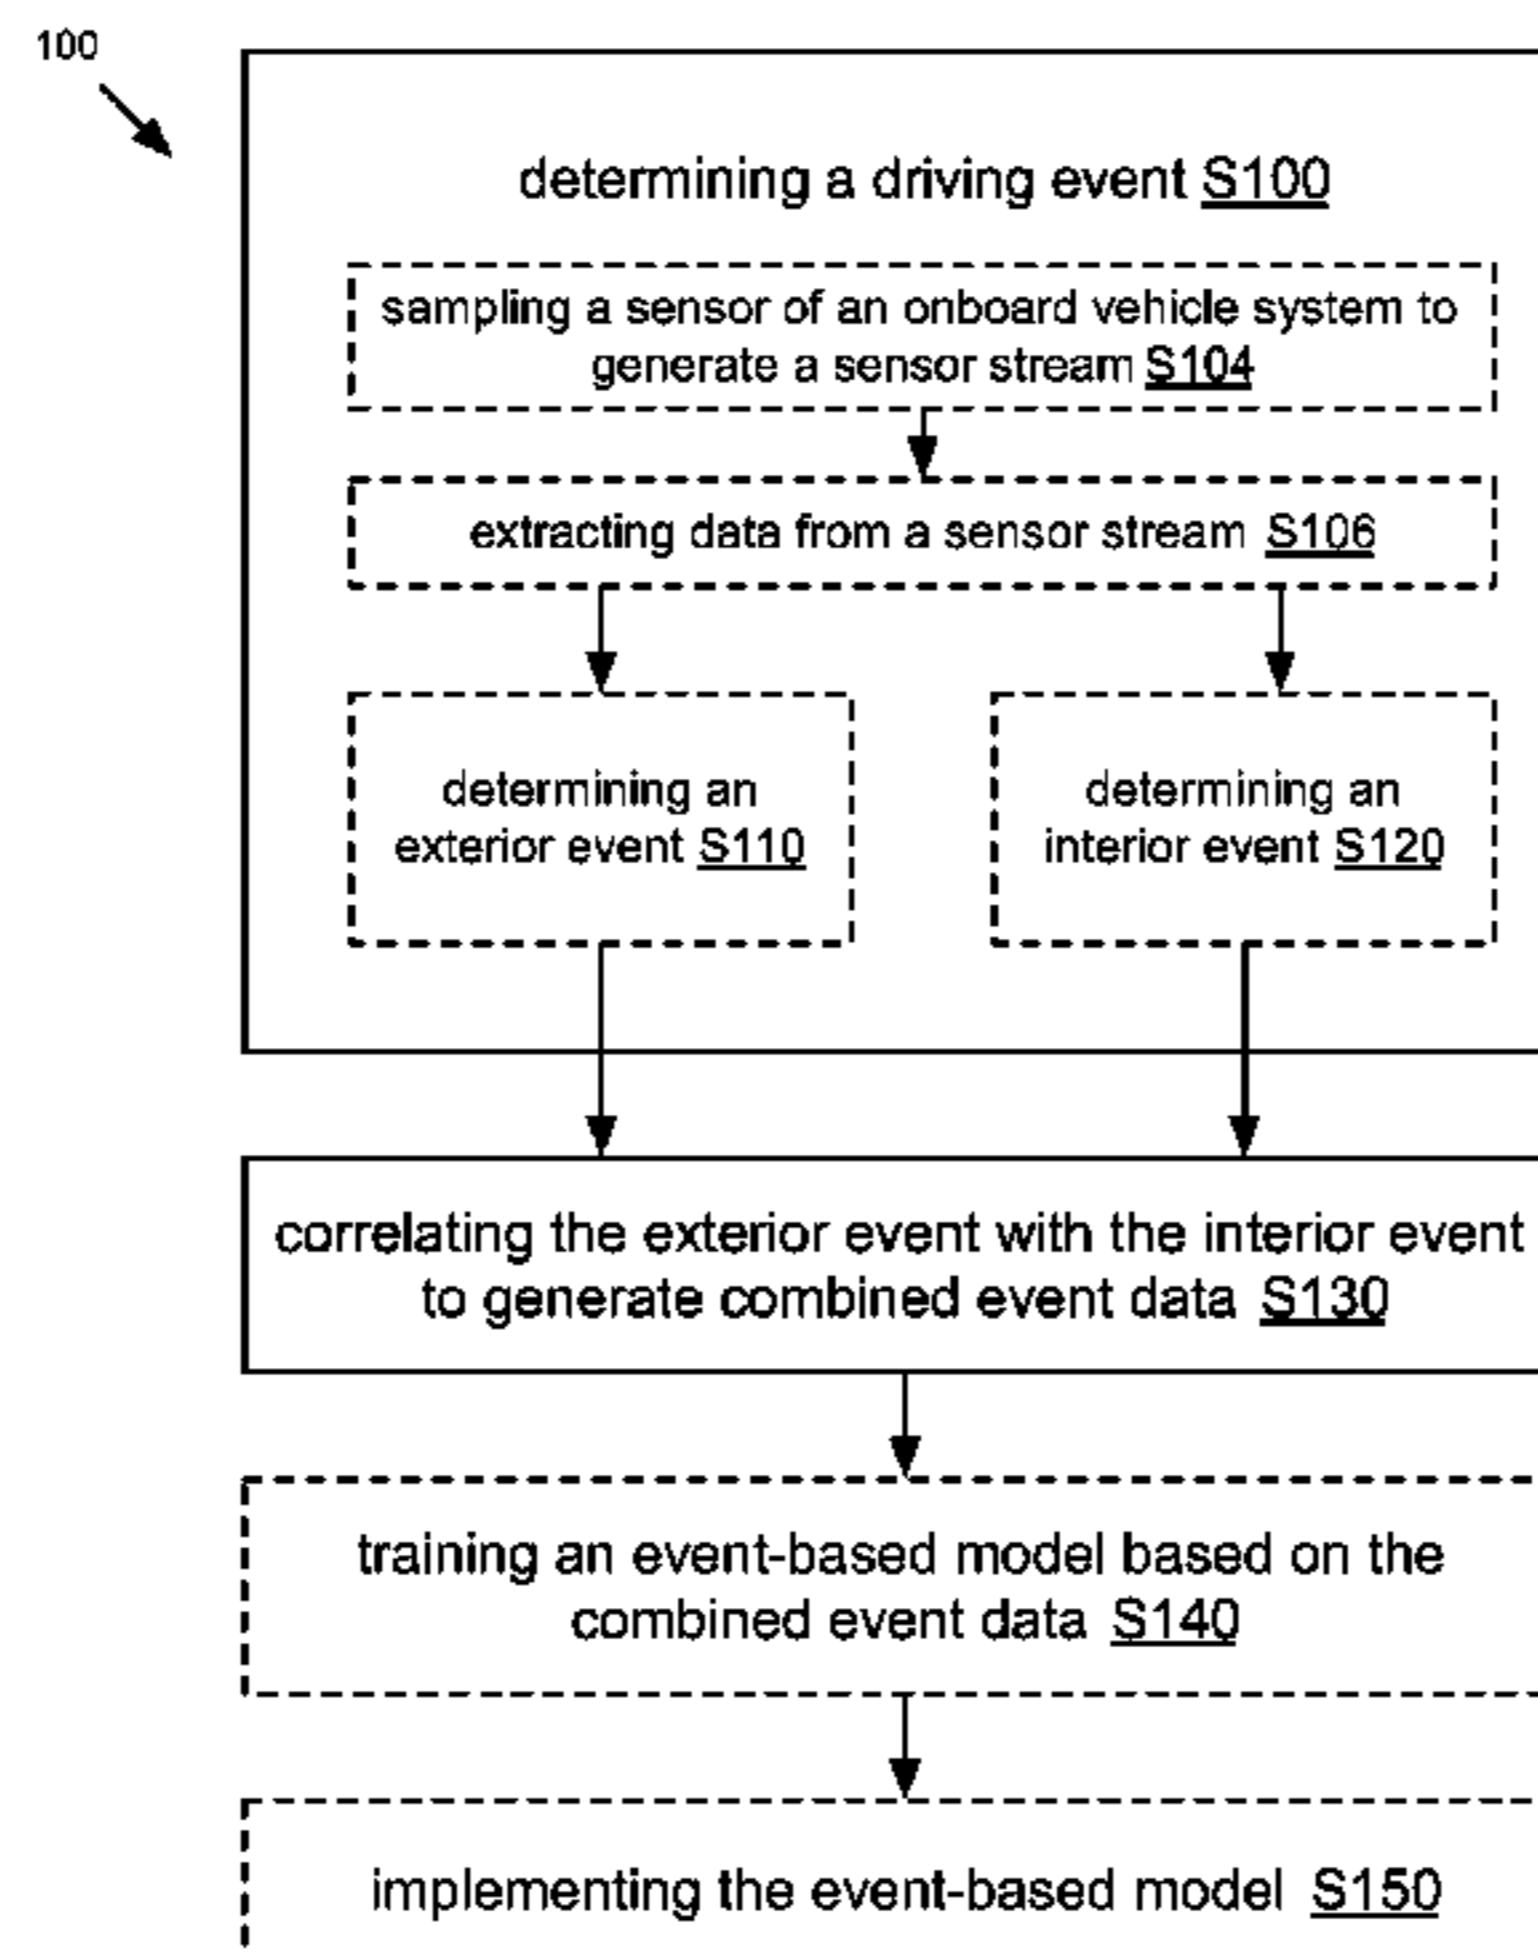 100
determining a driving event S100
sampling a sensor of an onboard vehicle system to
generate a sensor stream S104
extracting data from a sensor stream S106
determining an
exterior event S110
determining an
interior event S120
correlating the exterior event with the interior event
to generate combined event data S130
training an event-based model based on the
combined event data S140
implementing the event-based model S150